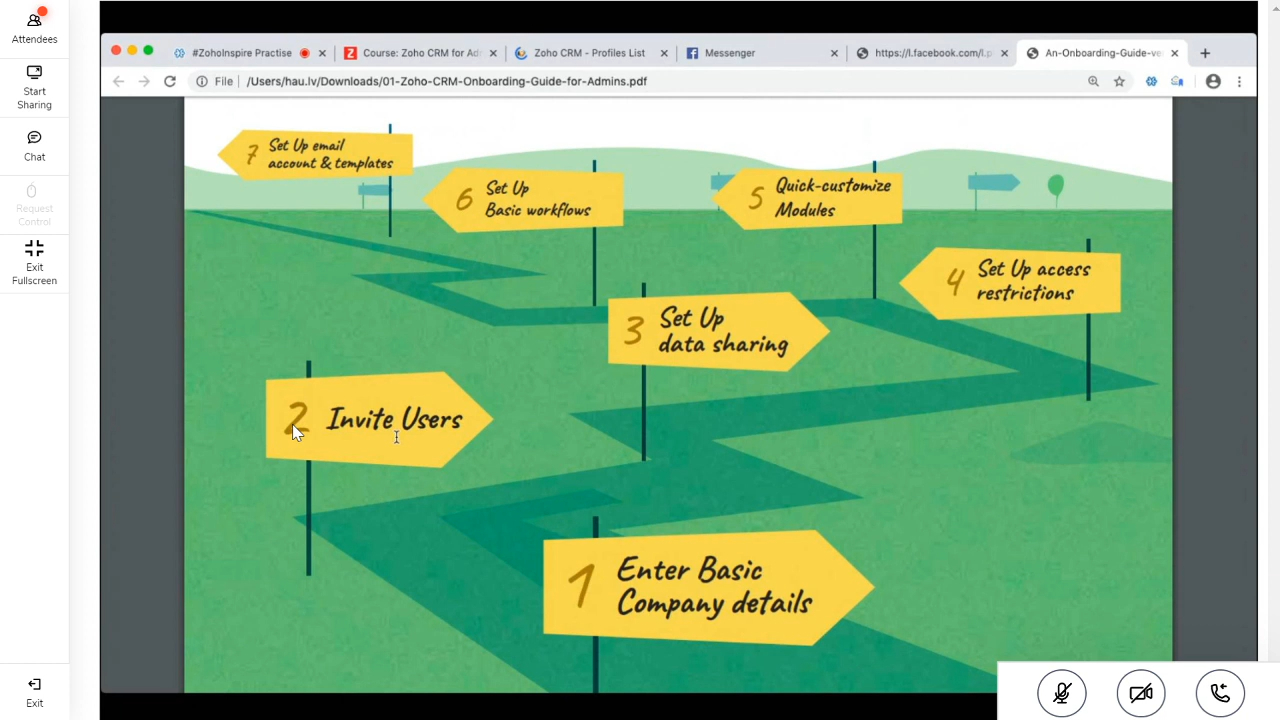 Attendees
Start
Sharing
Chat
Request
Control
Exit
Fullscreen
Exit
#ZohoInspire Practise
Course: Zoho CRM for Ad
Zoho CRM - Profiles List
Messenger
https://l.facebook.com/l.p
An-Onboarding-Guide-ve
File
/Users/hau.lv/Downloads/01-Zoho-CRM-Onboarding-Guide-for-Admins.pdf
7 Set Up email
account & templates
6 Set Up
Basic workflows
5 Quick-customize
Modules
4 Set Up access
restrictions
3 Set Up
data sharing
2 Invite Users
1 Enter Basic
Company details